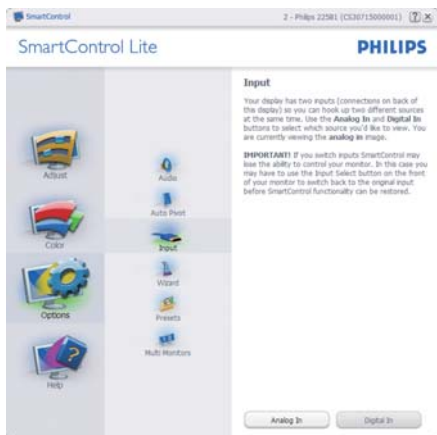 SmartControl
2 - Philips 225B1 (CS30715000001)
SmartControl Lite
PHILIPS
Adjust
Color
Options
Help
Audio
Auto Pivot
Input
Wizard
Presets
Multi Monitors
Input
Your display has two inputs (connections on back of
the display) so you can hook up two different sources
at the same time. Use the Analog In and Digital In
buttons to select which source you'd like to view. You
are currently viewing the analog in image.
IMPORTANT! If you switch inputs SmartControl may
lose the ability to control your monitor. In this case you
may have to use the Input Select button on the front
of your monitor to switch back to the original input
before SmartControl functionality can be restored.
Analog In
Digital In